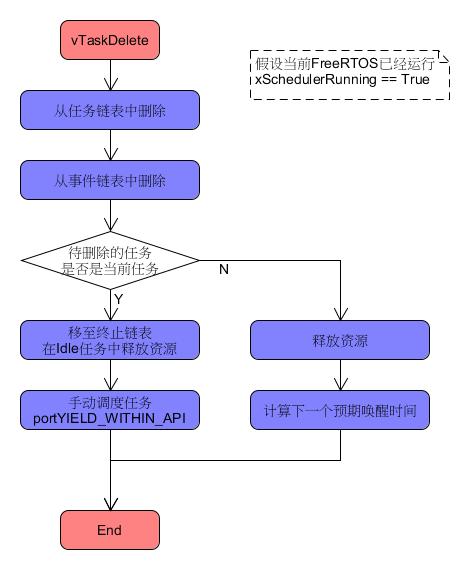 vTaskDelete
假设当前FreeRTOS已经运行
xSchedulerRunning == True
从任务链表中删除
从事件链表中删除
待删除的任务
是否是当前任务
N
Y
移至终止链表
在Idle任务中释放资源
释放资源
手动调度任务
portYIELD_WITHIN_API
计算下一个预期唤醒时间
End